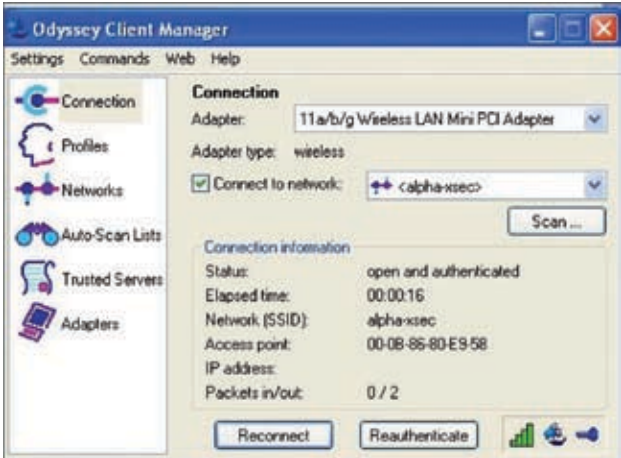 Odyssey Client Manager
Settings Commands Web Help
Connection
Profiles
Networks
Auto-Scan Lists
Trusted Servers
Adapters
Connection
Adapter: 11a/b/g Wireless LAN Mini PCI Adapter
Adapter type: wireless
Connect to network: <alpha-xsec>
Scan ...
Connection information
Status: open and authenticated
Elapsed time: 00:00:16
Network (SSID): alpha-xsec
Access point: 00-0B-86-80-E9-58
IP address:
Packets in/out: 0 / 2
Reconnect Reauthenticate